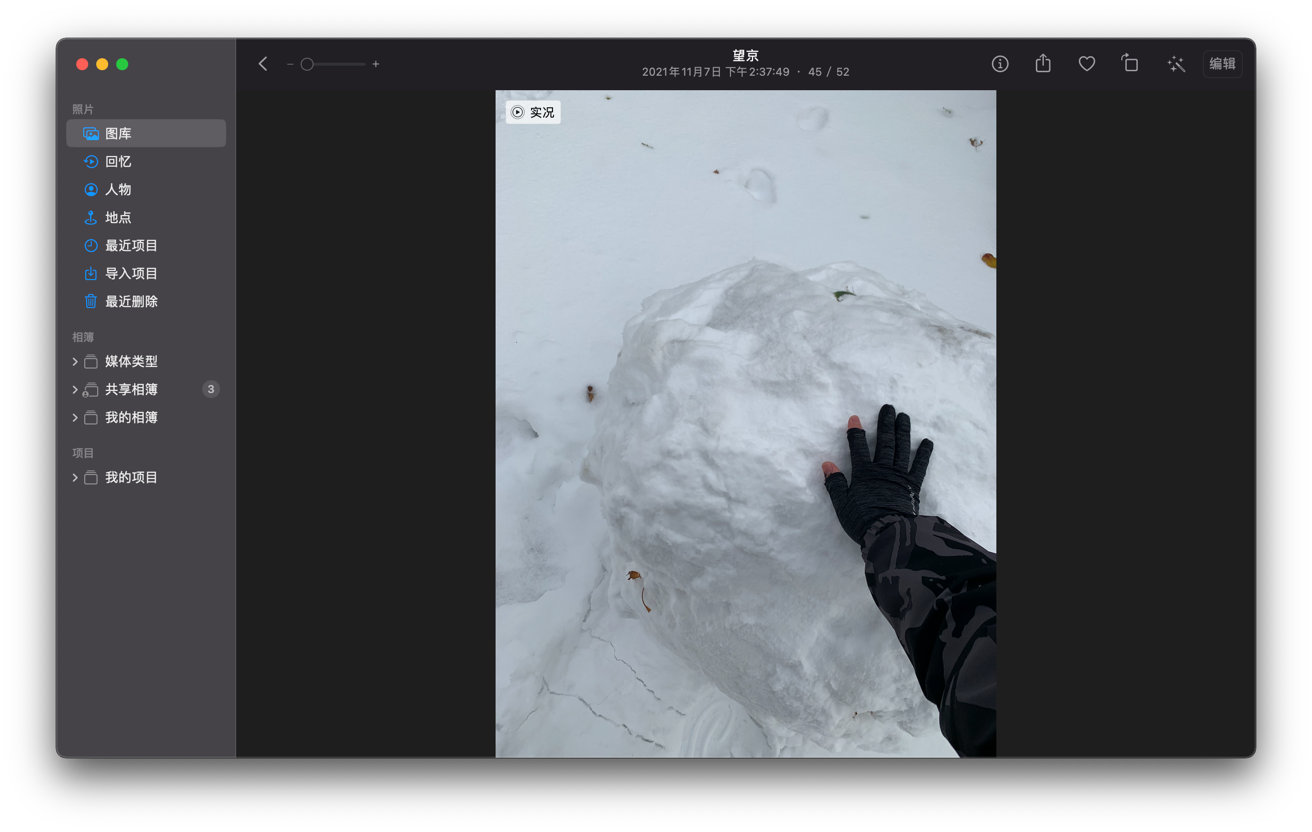 望京
2021年11月7日 下午2:37:49 · 45 / 52
编辑
照片
图库
回忆
人物
地点
最近项目
导入项目
最近删除
相簿
媒体类型
共享相簿 3
我的相簿
项目
我的项目
实况